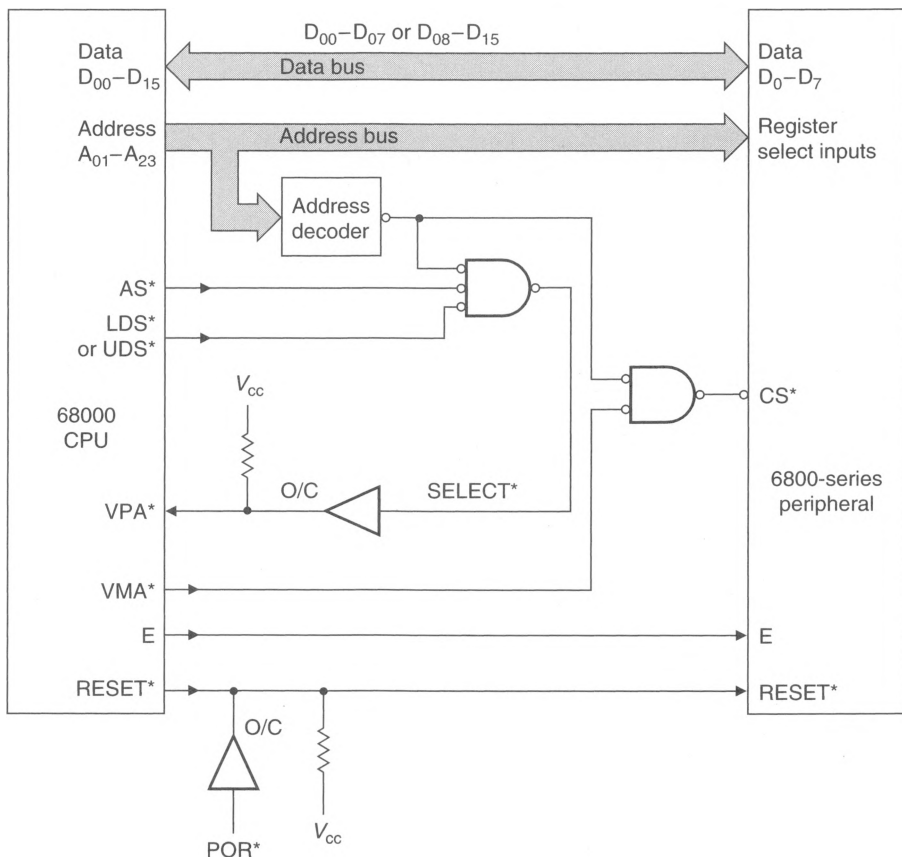 D₀₀–D₀₇ or D₀₈–D₁₅
Data
D₀₀–D₁₅
Data bus
Data
D₀–D₇
Address
A₀₁–A₂₃
Address bus
Register
select inputs
Address
decoder
AS*
LDS*
or UDS*
V_cc
CS*
68000
CPU
O/C
SELECT*
6800-series
peripheral
VPA*
VMA*
E
E
RESET*
RESET*
O/C
V_cc
POR*